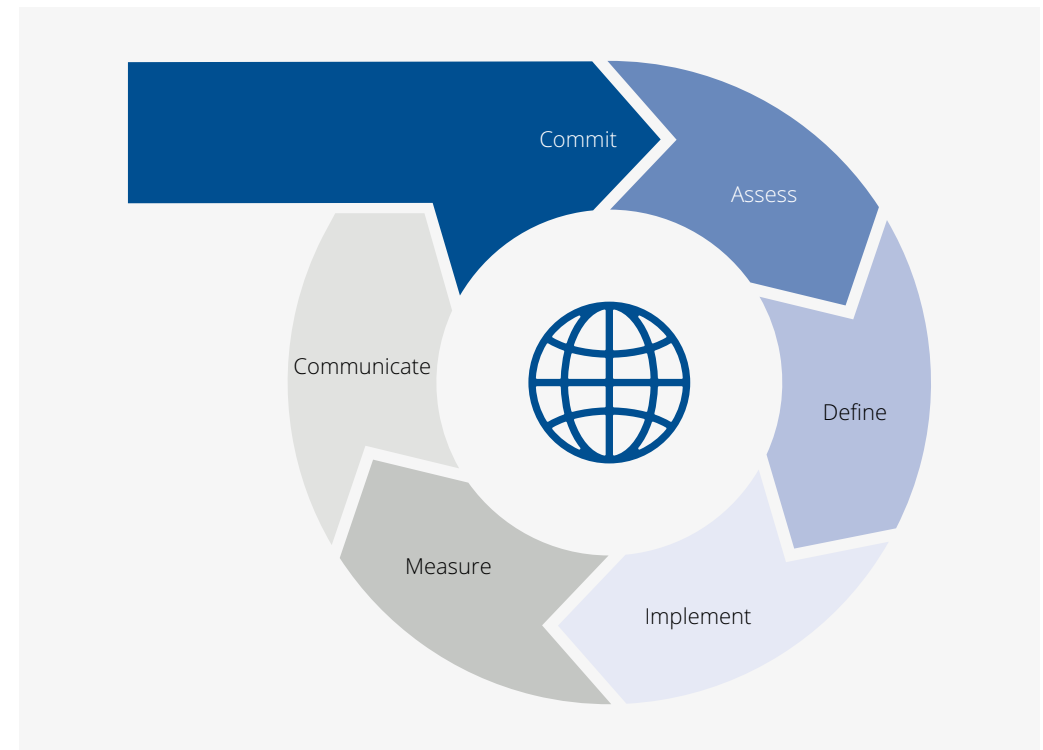 Commit
Assess
Define
Implement
Measure
Communicate